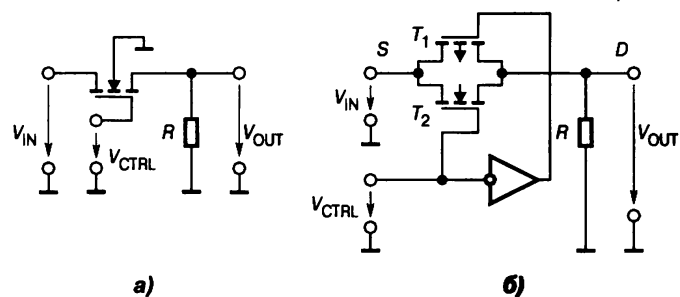 S T₁ D
V_IN R V_OUT V_IN T₂ R V_OUT
V_CTRL V_CTRL
а) б)